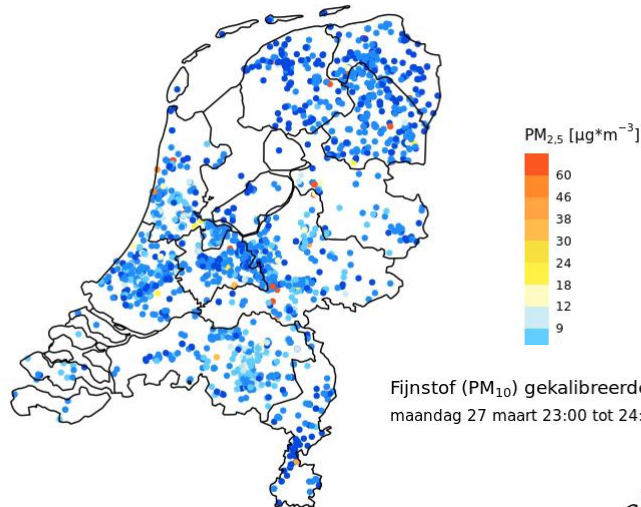 PM2,5 [µg*m−3]
60
46
38
30
24
18
12
9
Fijnstof (PM10) gekalibreerde
maandag 27 maart 23:00 tot 24: